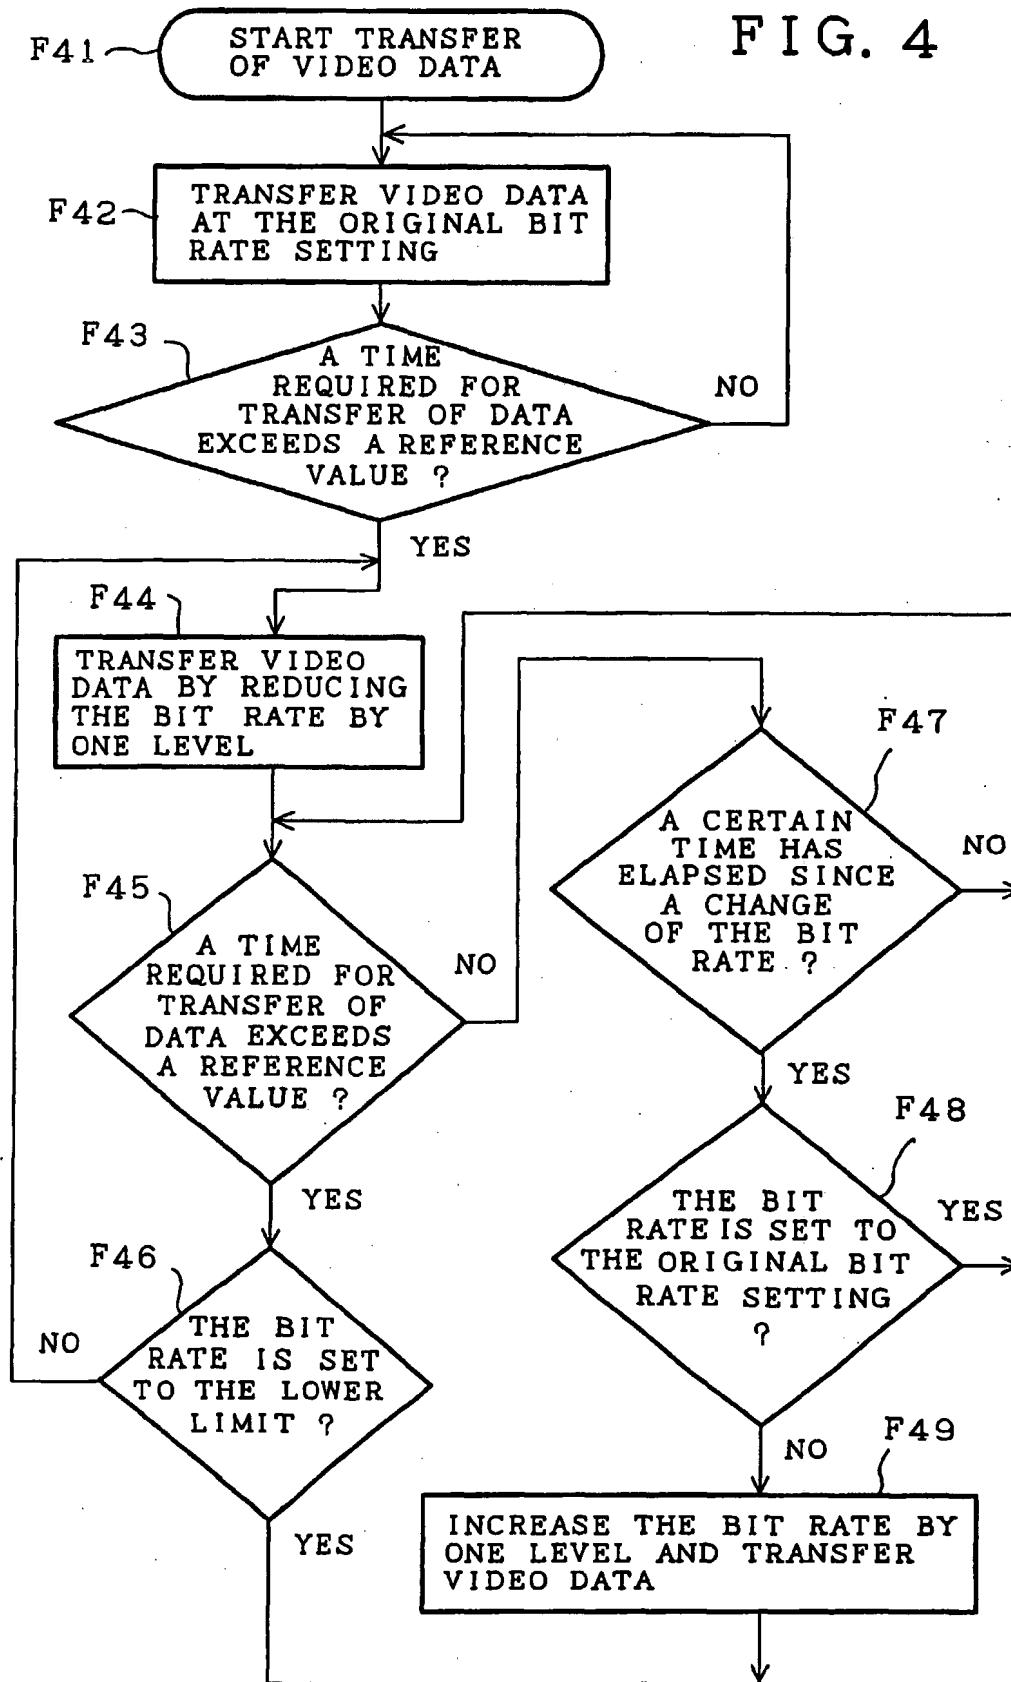 FIG. 4
F41
START TRANSFER
OF VIDEO DATA
F42
TRANSFER VIDEO DATA
AT THE ORIGINAL BIT
RATE SETTING
F43
A TIME
REQUIRED FOR
TRANSFER OF DATA
EXCEEDS A REFERENCE
VALUE ?
NO
YES
F44
TRANSFER VIDEO
DATA BY REDUCING
THE BIT RATE BY
ONE LEVEL
F45
A TIME
REQUIRED FOR
TRANSFER OF
DATA EXCEEDS
A REFERENCE
VALUE ?
NO
YES
F46
THE BIT
RATE IS SET
TO THE LOWER
LIMIT ?
NO
YES
F47
A CERTAIN
TIME HAS
ELAPSED SINCE
A CHANGE
OF THE BIT
RATE ?
NO
YES
F48
THE BIT
RATE IS SET TO
THE ORIGINAL BIT
RATE SETTING
?
YES
NO
F49
INCREASE THE BIT RATE BY
ONE LEVEL AND TRANSFER
VIDEO DATA